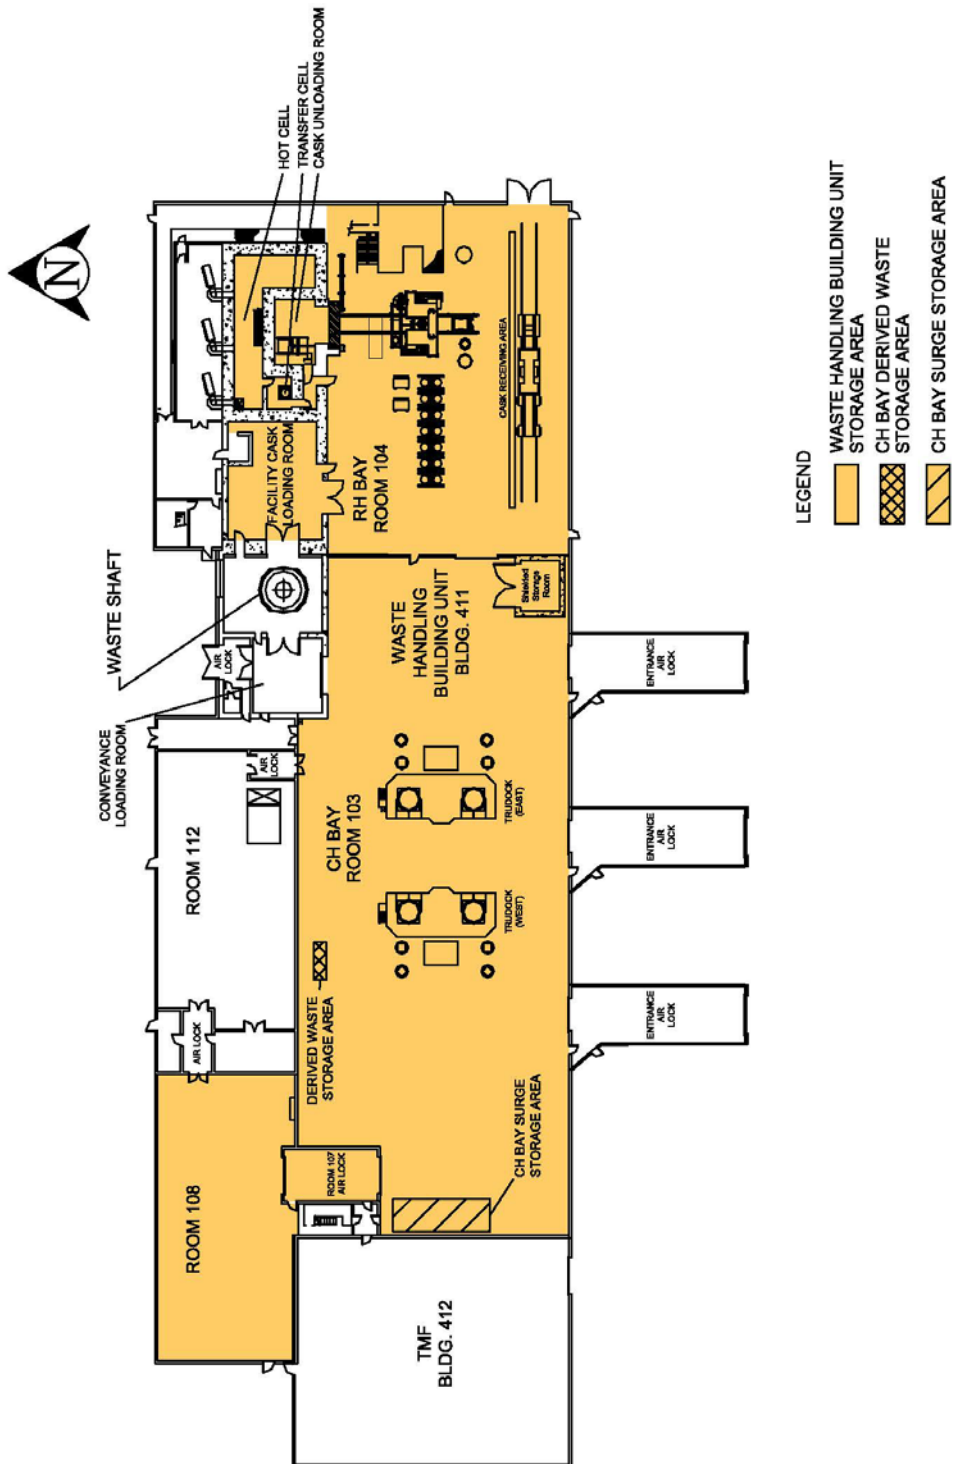 N
HOT CELL
TRANSFER CELL
CASK UNLOADING ROOM
WASTE SHAFT
CONVEYANCE
LOADING ROOM
AIR
LOCK
FACILITY CASK
LOADING ROOM
RH BAY
ROOM 104
CASK RECEIVING AREA
ROOM 112
AIR
LOCK
AIR LOCK
CH BAY
ROOM 103
WASTE
HANDLING
BUILDING UNIT
BLDG. 411
Shielded
Storage
Room
TRUDOCK
(EAST)
TRUDOCK
(WEST)
DERIVED WASTE
STORAGE AREA
CH BAY SURGE
STORAGE AREA
ROOM 108
ROOM 107
AIR LOCK
TMF
BLDG. 412
ENTRANCE
AIR
LOCK
ENTRANCE
AIR
LOCK
ENTRANCE
AIR
LOCK
LEGEND
WASTE HANDLING BUILDING UNIT
STORAGE AREA
CH BAY DERIVED WASTE
STORAGE AREA
CH BAY SURGE STORAGE AREA